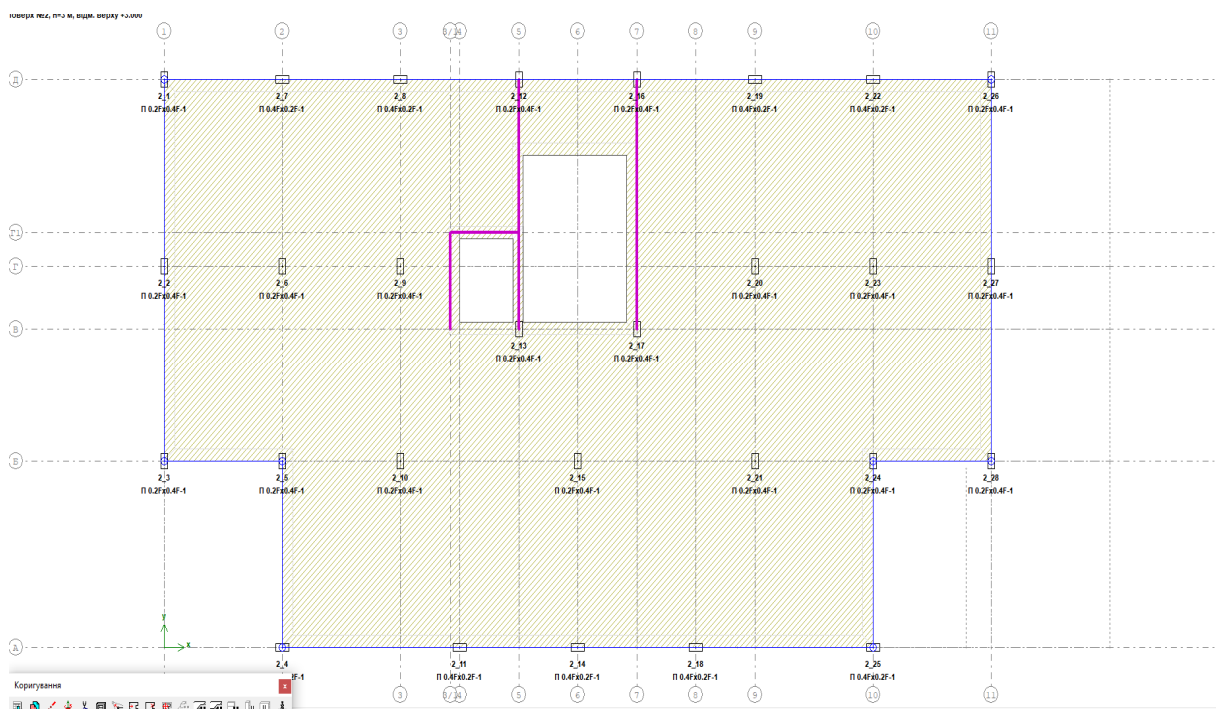 поверх №2, н=3 м, відм. верху +3.000
1 2 3 3/1 4 5 6 7 8 9 10 11
Д
2_1 2_7 2_8 2_12 2_16 2_19 2_22 2_26
П 0.2Fx0.4F-1 П 0.4Fx0.2F-1 П 0.4Fx0.2F-1 П 0.2Fx0.4F-1 П 0.2Fx0.4F-1 П 0.4Fx0.2F-1 П 0.4Fx0.2F-1 П 0.2Fx0.4F-1
Г1
Г
2_2 2_6 2_9 2_20 2_23 2_27
П 0.2Fx0.4F-1 П 0.2Fx0.4F-1 П 0.2Fx0.4F-1 П 0.2Fx0.4F-1 П 0.2Fx0.4F-1 П 0.2Fx0.4F-1
В
2_13 2_17
П 0.2Fx0.4F-1 П 0.2Fx0.4F-1
Б
2_3 2_5 2_10 2_15 2_21 2_24 2_28
П 0.2Fx0.4F-1 П 0.2Fx0.4F-1 П 0.2Fx0.4F-1 П 0.2Fx0.4F-1 П 0.2Fx0.4F-1 П 0.2Fx0.4F-1 П 0.2Fx0.4F-1
Y
X
А
2_4 2_11 2_14 2_18 2_25
П 0.4Fx0.2F-1 П 0.4Fx0.2F-1 П 0.4Fx0.2F-1 П 0.4Fx0.2F-1
Коригування x
3 3/1 4 5 6 7 8 9 10 11